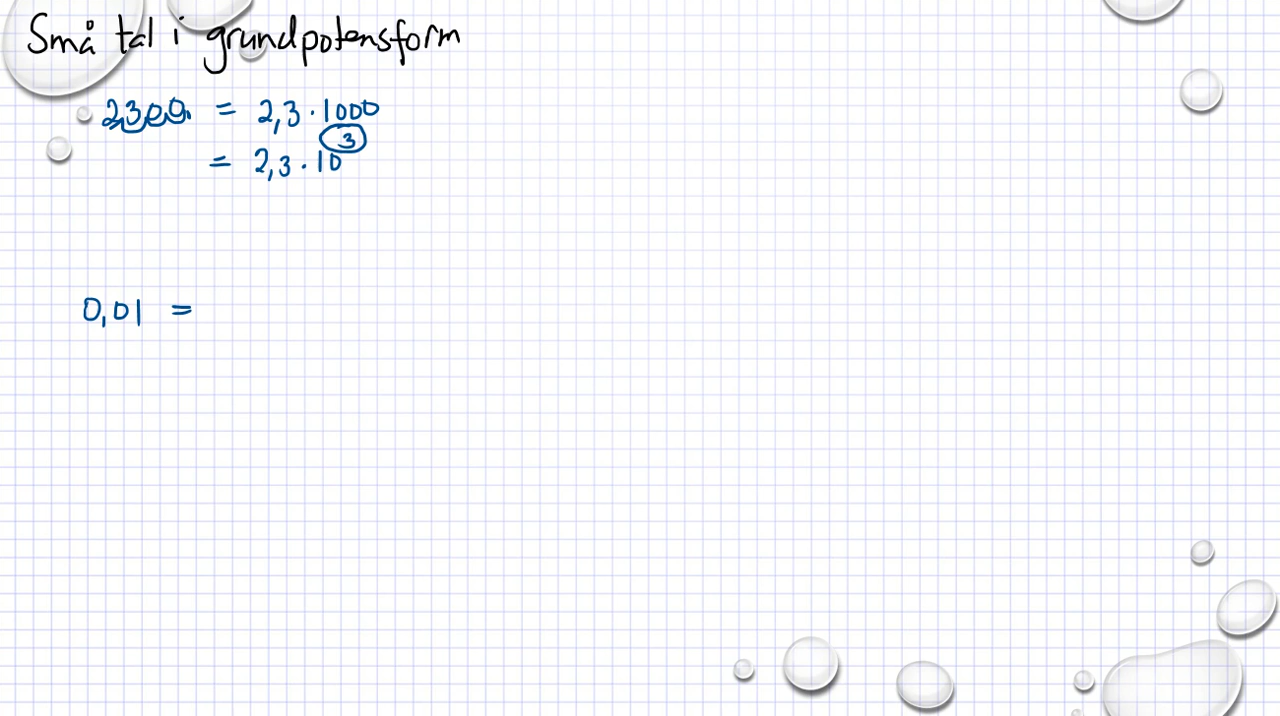 Små tal i grundpotensform
2300 = 2,3 · 1000
= 2,3 · 10³
0,01 =